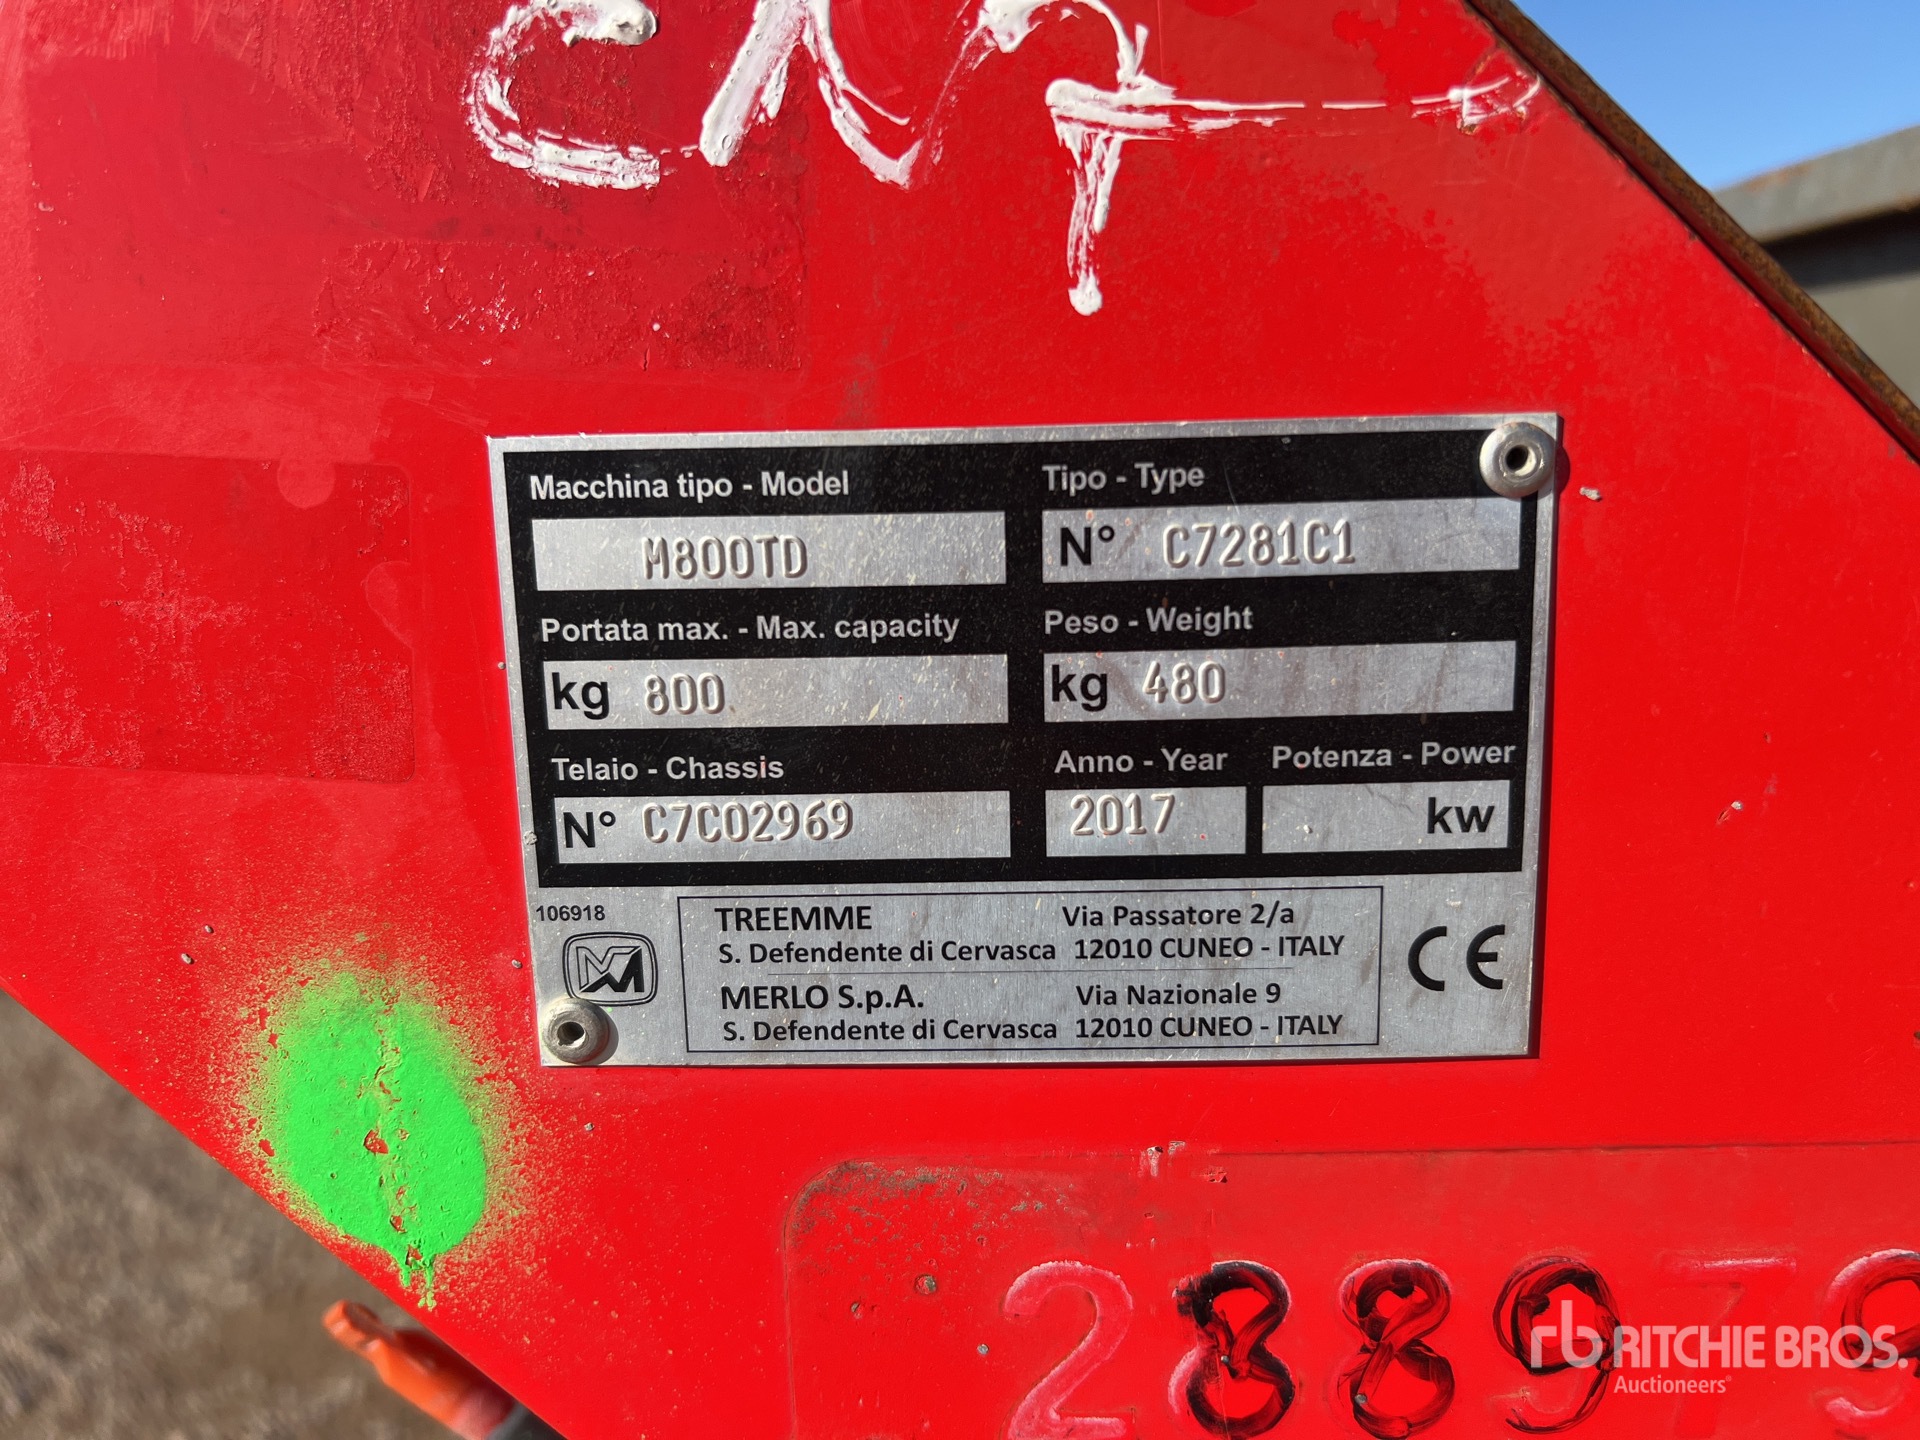 Macchina tipo - Model Tipo - Type
M800TD N° C7281C1
Portata max. - Max. capacity Peso - Weight
kg 800 kg 480
Telaio - Chassis Anno - Year Potenza - Power
N° C7C02969 2017 kw
106918
TREEMME Via Passatore 2/a
S. Defendente di Cervasca 12010 CUNEO - ITALY
MERLO S.p.A. Via Nazionale 9
S. Defendente di Cervasca 12010 CUNEO - ITALY
CE
288979
rb RITCHIE BROS.
Auctioneers